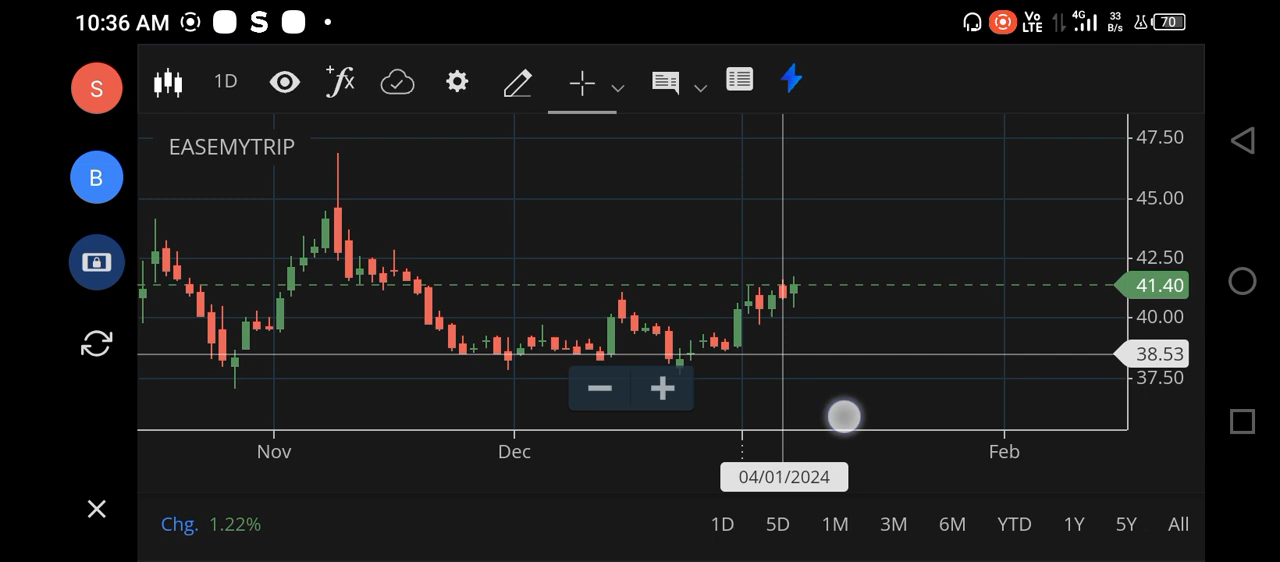 10:36 AM S Vo LTE 4G 33 B/s 70
S 1D +fx
EASEMYTRIP
B
47.50
45.00
42.50
41.40
40.00
38.53
37.50
Nov Dec Feb
04/01/2024
Chg. 1.22% 1D 5D 1M 3M 6M YTD 1Y 5Y All